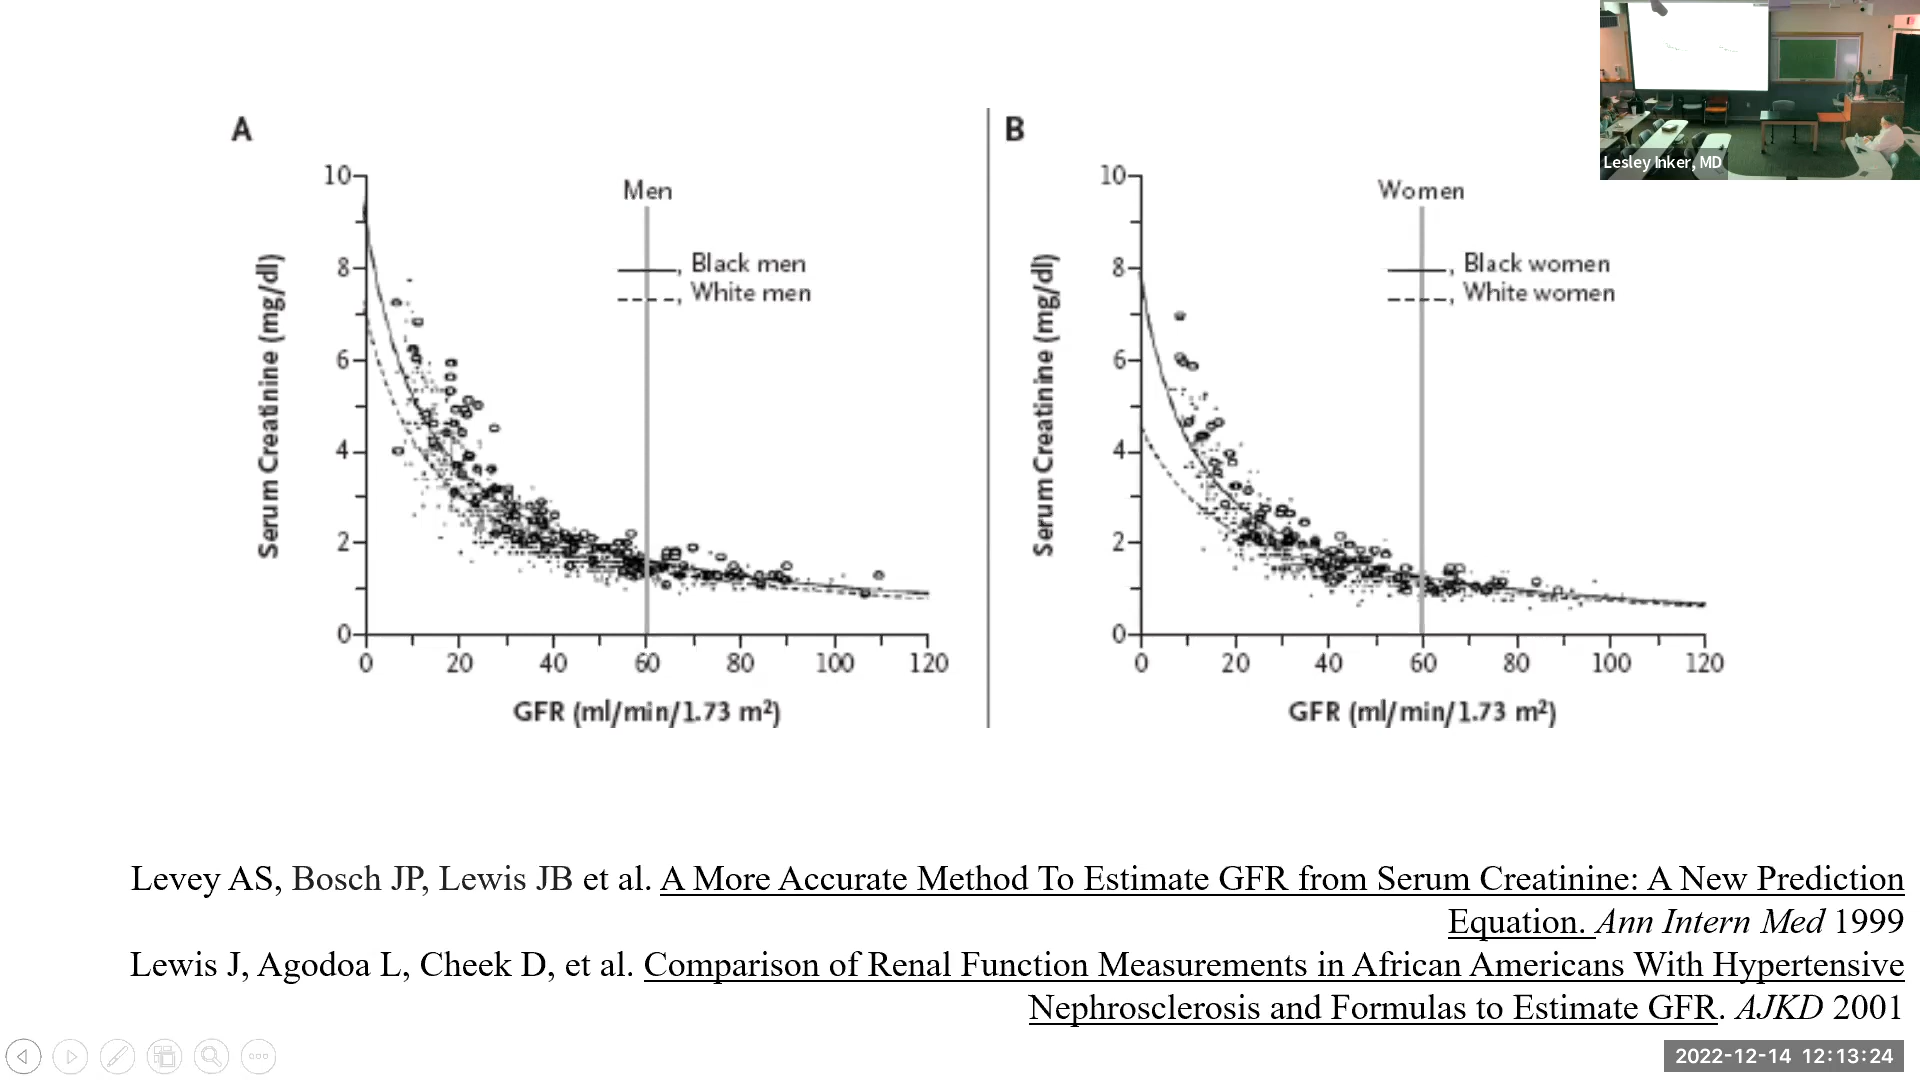 Lesley Inker, MD
A
10
8
6
4
2
0
Serum Creatinine (mg/dl)
Men
Black men
White men
0 20 40 60 80 100 120
GFR (ml/min/1.73 m²)
B
10
8
6
4
2
0
Serum Creatinine (mg/dl)
Women
Black women
White women
0 20 40 60 80 100 120
GFR (ml/min/1.73 m²)
Levey AS, Bosch JP, Lewis JB et al. A More Accurate Method To Estimate GFR from Serum Creatinine: A New Prediction
Equation. Ann Intern Med 1999
Lewis J, Agodoa L, Cheek D, et al. Comparison of Renal Function Measurements in African Americans With Hypertensive
Nephrosclerosis and Formulas to Estimate GFR. AJKD 2001
2022-12-14 12:13:24